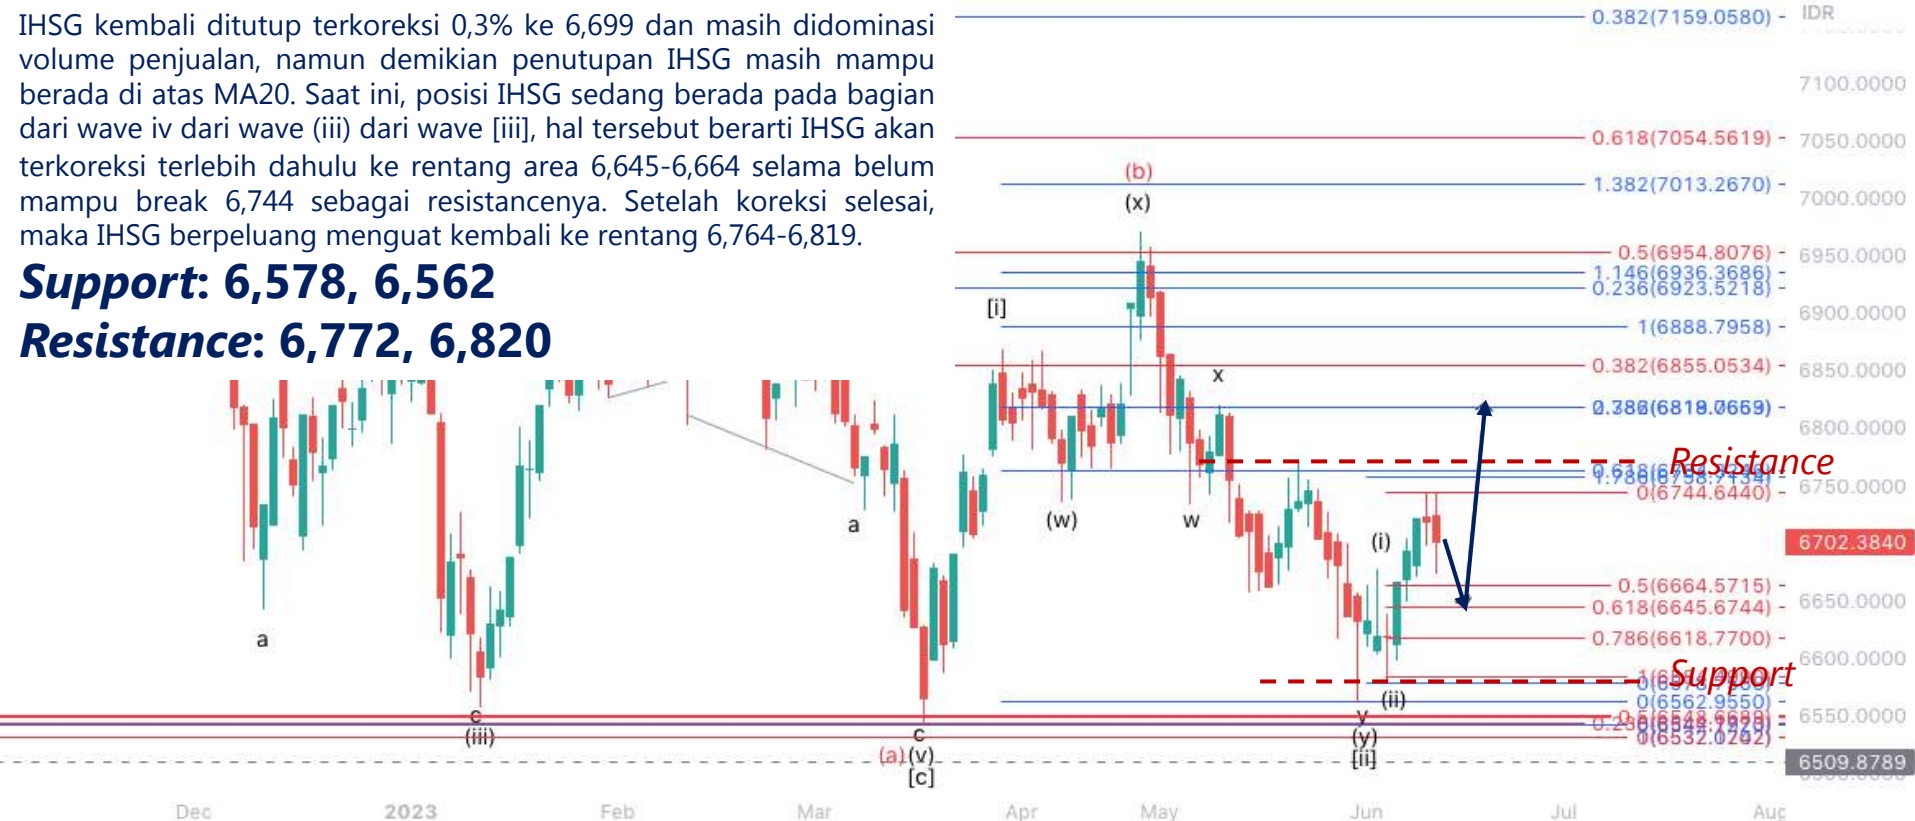 IHSG kembali ditutup terkoreksi 0,3% ke 6,699 dan masih didominasi
volume penjualan, namun demikian penutupan IHSG masih mampu
berada di atas MA20. Saat ini, posisi IHSG sedang berada pada bagian
dari wave iv dari wave (iii) dari wave [iii], hal tersebut berarti IHSG akan
terkoreksi terlebih dahulu ke rentang area 6,645-6,664 selama belum
mampu break 6,744 sebagai resistancenya. Setelah koreksi selesai,
maka IHSG berpeluang menguat kembali ke rentang 6,764-6,819.
Support: 6,578, 6,562
Resistance: 6,772, 6,820
IDR
0.382(7159.0580)
7100.0000
0.618(7054.5619)
7050.0000
1.382(7013.2670)
7000.0000
0.5(6954.8076)
6950.0000
1.146(6936.3686)
0.236(6923.5218)
6900.0000
1(6888.7958)
0.382(6855.0534)
6850.0000
6800.0000
Resistance
6750.0000
0(6744.6440)
6702.3840
0.5(6664.5715)
0.618(6645.6744)
6650.0000
0.786(6618.7700)
6600.0000
Support
0(6562.9550)
6550.0000
6509.8789
(b)
(x)
[i]
x
a
(w)
w
(i)
a
(ii)
c
(iii)
c
(a)(v)
[c]
y
(y)
[ii]
Dec 2023 Feb Mar Apr May Jun Jul Aug